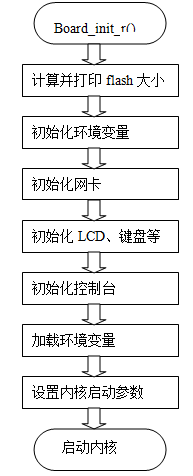 Board_init_r()
计算并打印 flash 大小
初始化环境变量
初始化网卡
初始化 LCD、键盘等
初始化控制台
加载环境变量
设置内核启动参数
启动内核